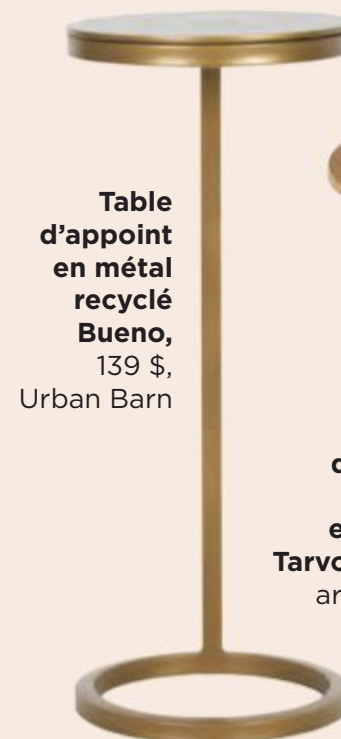 Table
d’appoint
en métal
recyclé
Bueno,
139 $,
Urban Barn